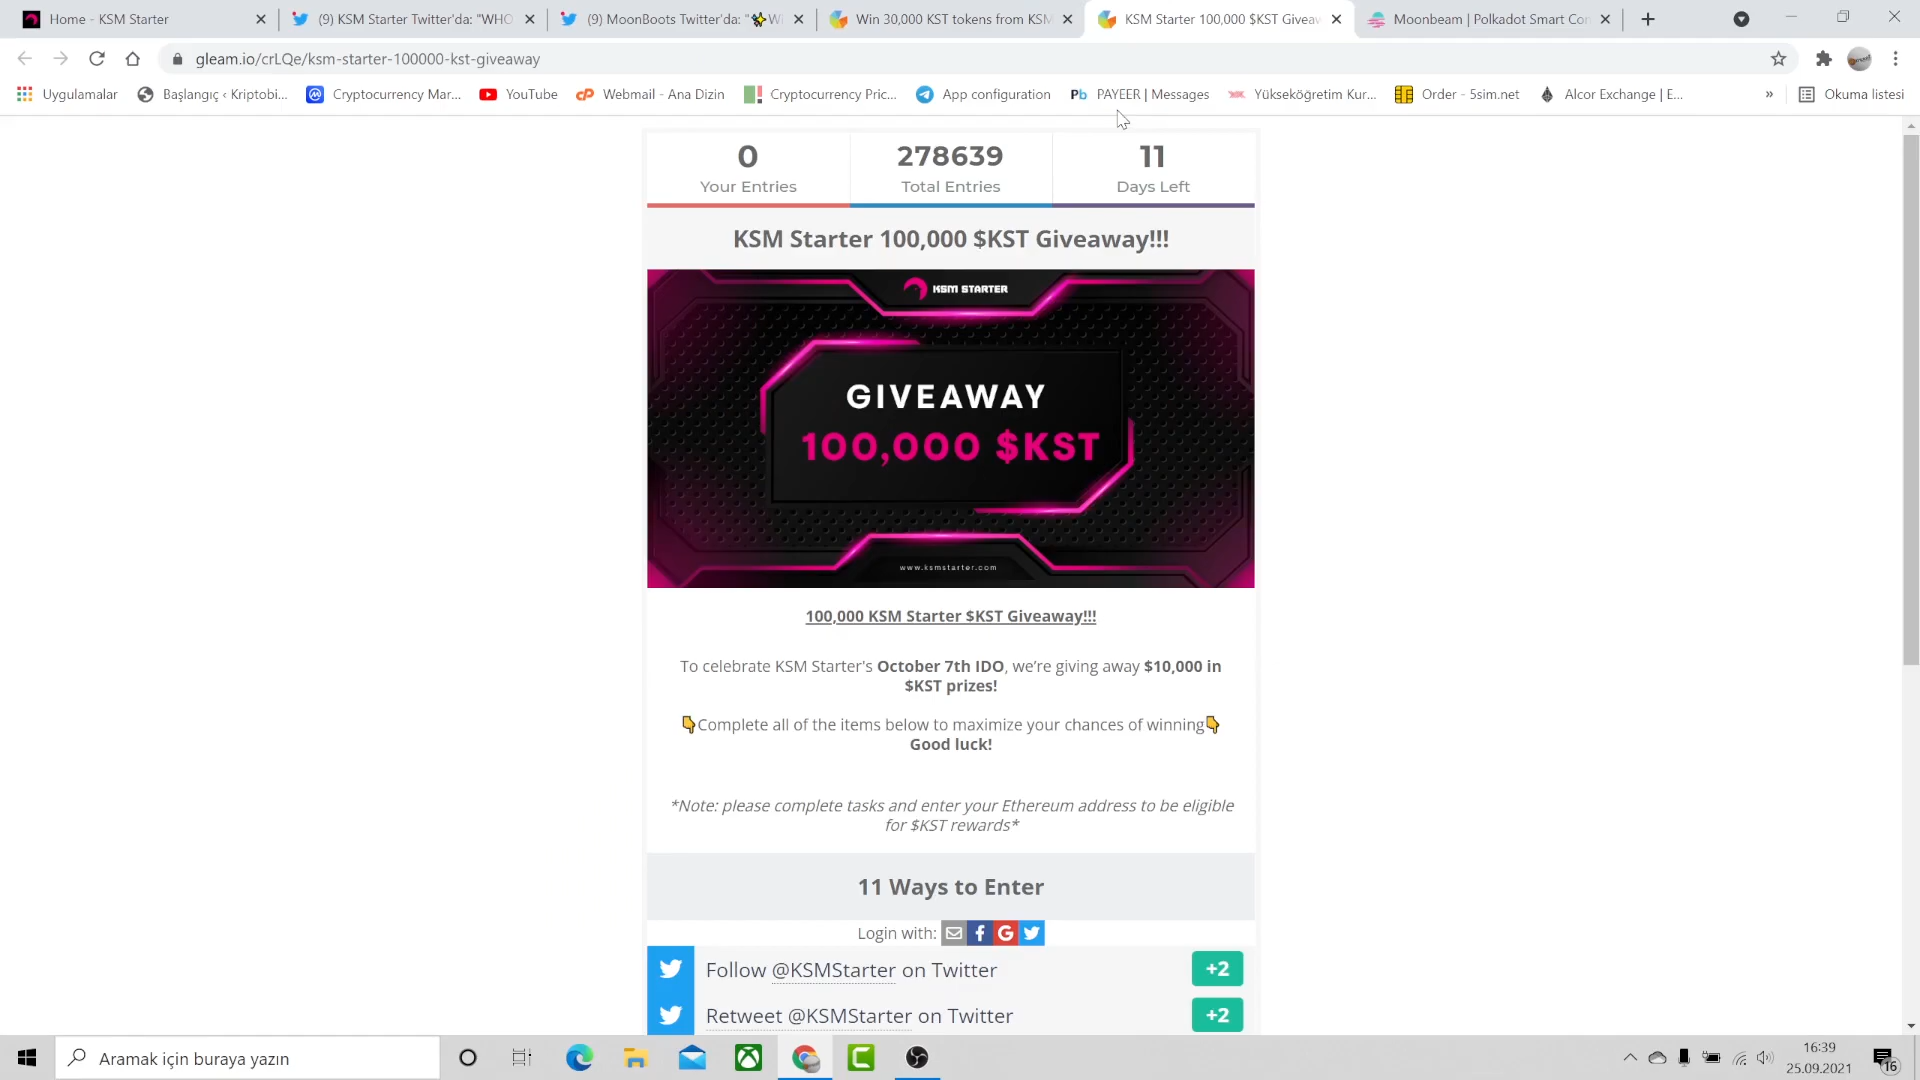 Home - KSM Starter
(9) KSM Starter Twitter'da: "WHO
(9) MoonBoots Twitter'da: "✨Wi
Win 30,000 KST tokens from KSM
KSM Starter 100,000 $KST Giveaw
Moonbeam | Polkadot Smart Con
gleam.io/crLQe/ksm-starter-100000-kst-giveaway
Uygulamalar
Başlangıç ‹ Kriptobi...
Cryptocurrency Mar...
YouTube
Webmail - Ana Dizin
Cryptocurrency Pric...
App configuration
PAYEER | Messages
Yükseköğretim Kur...
Order - 5sim.net
Alcor Exchange | E...
»
Okuma listesi
0
Your Entries
278639
Total Entries
11
Days Left
KSM Starter 100,000 $KST Giveaway!!!
KSM STARTER
GIVEAWAY
100,000 $KST
www.ksmstarter.com
100,000 KSM Starter $KST Giveaway!!!
To celebrate KSM Starter's October 7th IDO, we're giving away $10,000 in
$KST prizes!
👇Complete all of the items below to maximize your chances of winning👇
Good luck!
*Note: please complete tasks and enter your Ethereum address to be eligible
for $KST rewards*
11 Ways to Enter
Login with:
Follow @KSMStarter on Twitter
+2
Retweet @KSMStarter on Twitter
+2
Aramak için buraya yazın
16:39
25.09.2021
16